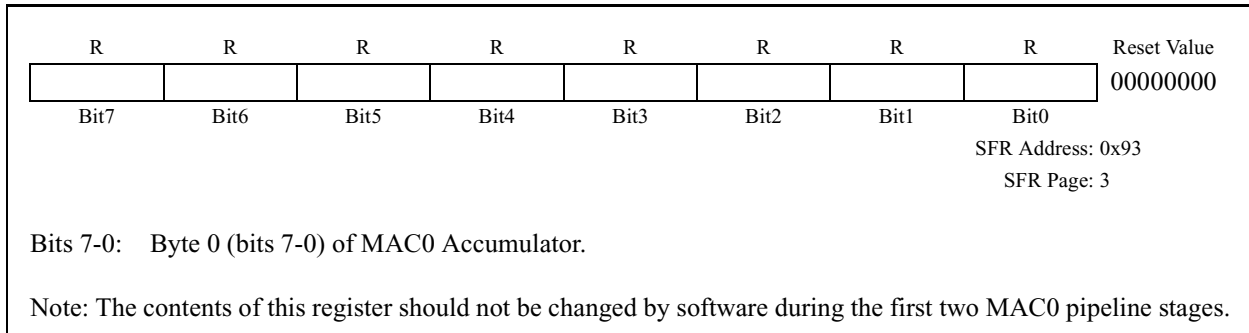 R R R R R R R R Reset Value
00000000
Bit7 Bit6 Bit5 Bit4 Bit3 Bit2 Bit1 Bit0
SFR Address: 0x93
SFR Page: 3
Bits 7-0: Byte 0 (bits 7-0) of MAC0 Accumulator.
Note: The contents of this register should not be changed by software during the first two MAC0 pipeline stages.